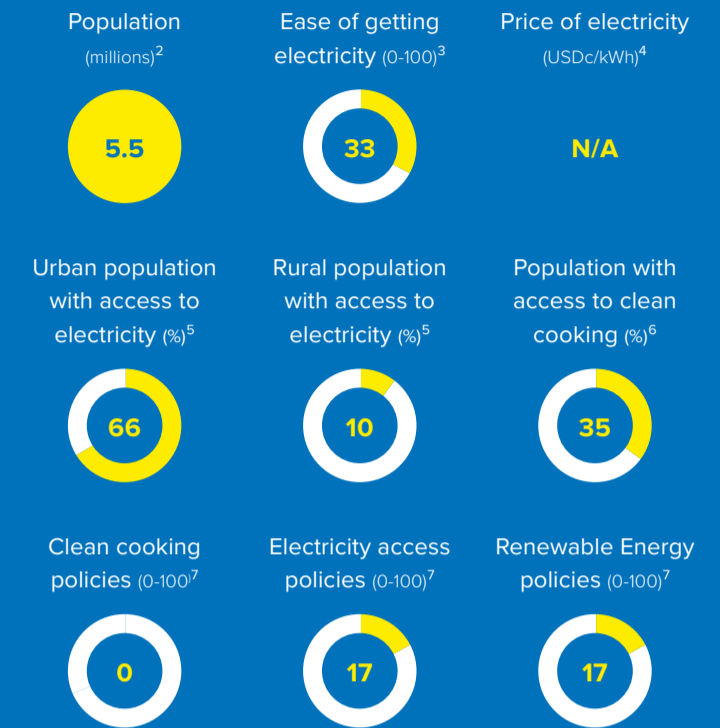 Population
(millions)²
5.5
Ease of getting
electricity (0-100)³
33
Price of electricity
(USDc/kWh)⁴
N/A
Urban population
with access to
electricity (%)⁵
66
Rural population
with access to
electricity (%)⁵
10
Population with
access to clean
cooking (%)⁶
35
Clean cooking
policies (0-100)⁷
0
Electricity access
policies (0-100)⁷
17
Renewable Energy
policies (0-100)⁷
17